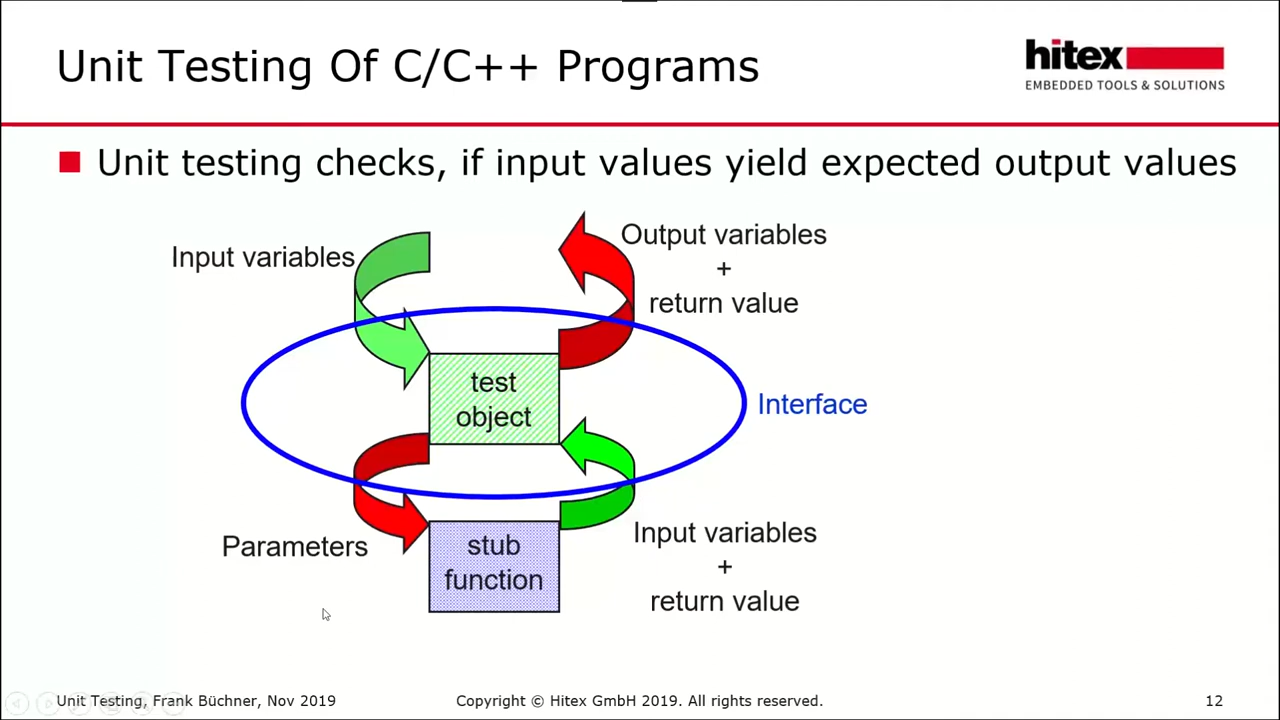 Unit Testing Of C/C++ Programs
hitex
EMBEDDED TOOLS & SOLUTIONS
Unit testing checks, if input values yield expected output values
Input variables
Output variables
+
return value
test
object
Interface
Parameters
stub
function
Input variables
+
return value
Unit Testing, Frank Büchner, Nov 2019
Copyright © Hitex GmbH 2019. All rights reserved.
12